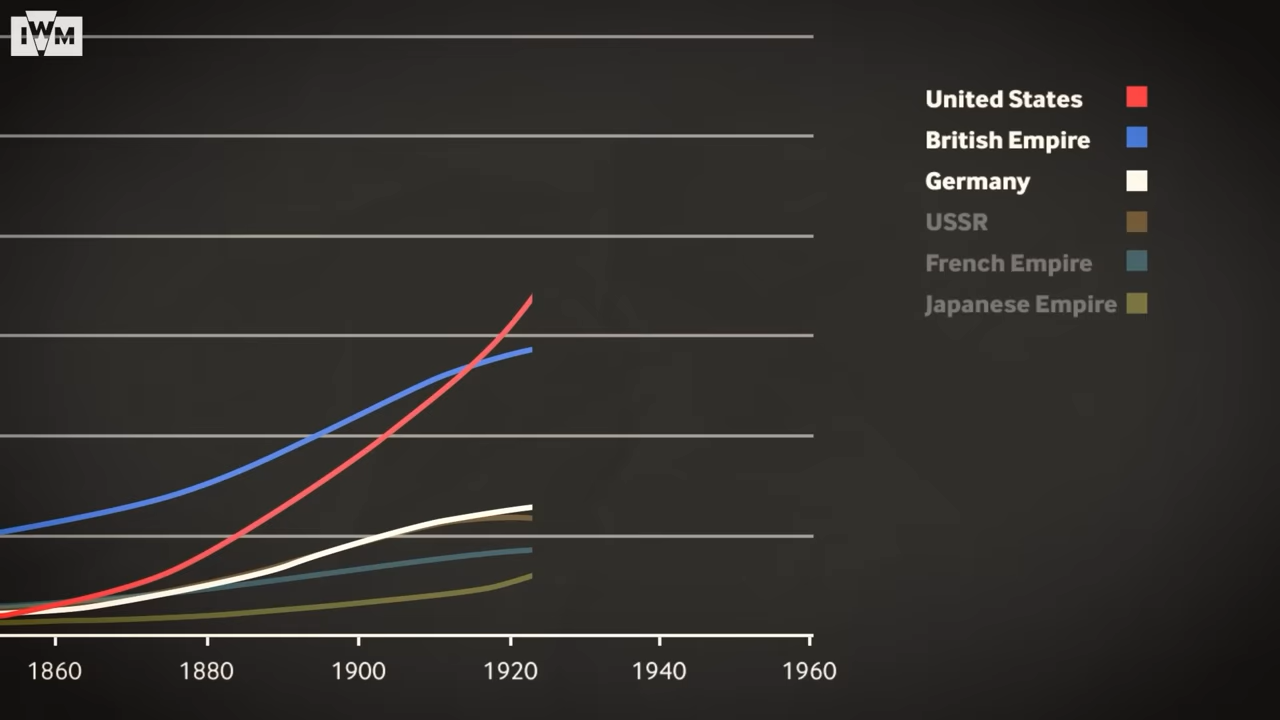 IWM
United States
British Empire
Germany
USSR
French Empire
Japanese Empire
1860 1880 1900 1920 1940 1960